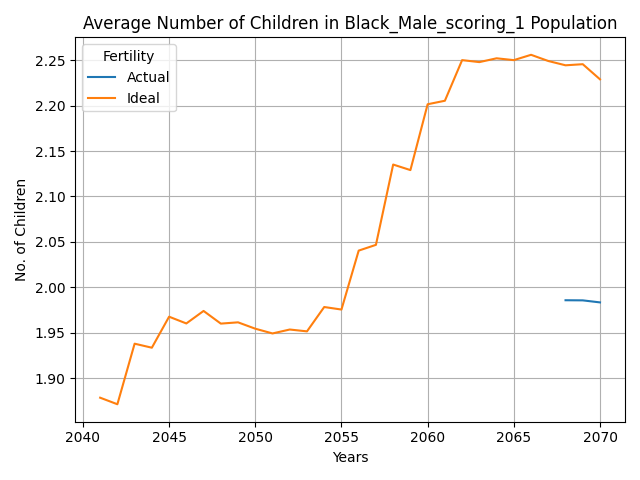 Average Number of Children in Black_Male_scoring_1 Population
Fertility
Actual
Ideal
2.25
2.20
2.15
2.10
2.05
2.00
1.95
1.90
No. of Children
2040 2045 2050 2055 2060 2065 2070
Years